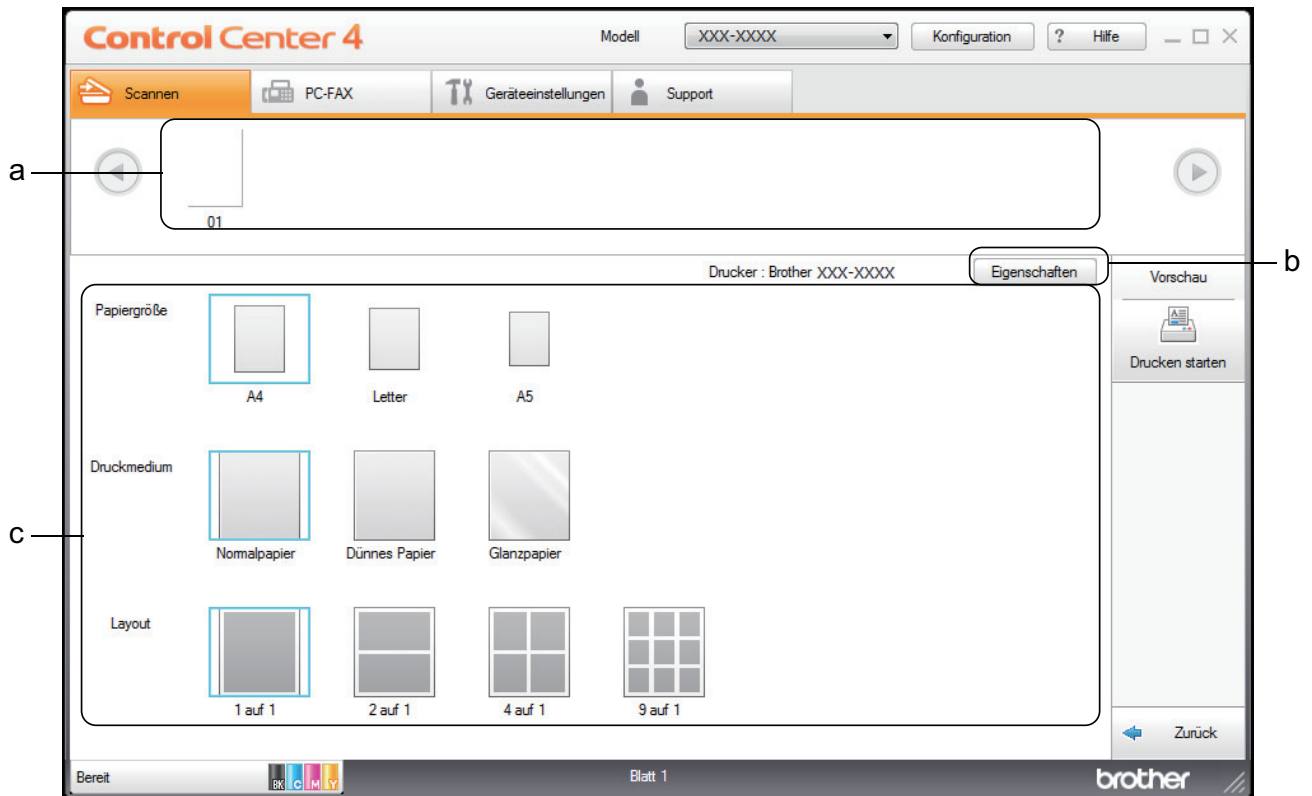 Control Center 4 Modell XXX-XXXX Konfiguration ? Hilfe
Scannen PC-FAX Geräteeinstellungen Support
a
01
b
Drucker : Brother XXX-XXXX Eigenschaften Vorschau
Papiergröße
Drucken starten
A4 Letter A5
Druckmedium
c
Normalpapier Dünnes Papier Glanzpapier
Layout
1 auf 1 2 auf 1 4 auf 1 9 auf 1
Zurück
Bereit BK C M Y Blatt 1 brother